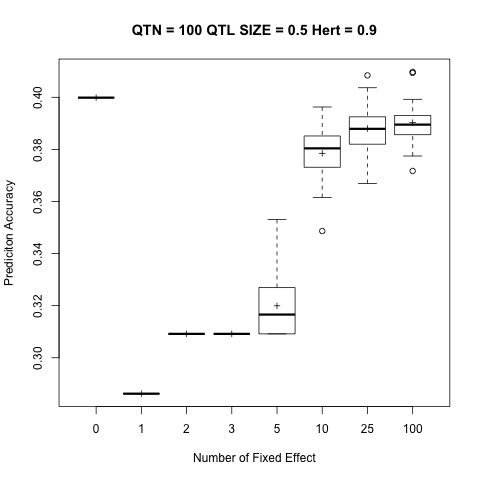 QTN = 100 QTL SIZE = 0.5 Hert = 0.9
Prediciton Accuracy
0.40
0.38
0.36
0.34
0.32
0.30
0 1 2 3 5 10 25 100
Number of Fixed Effect